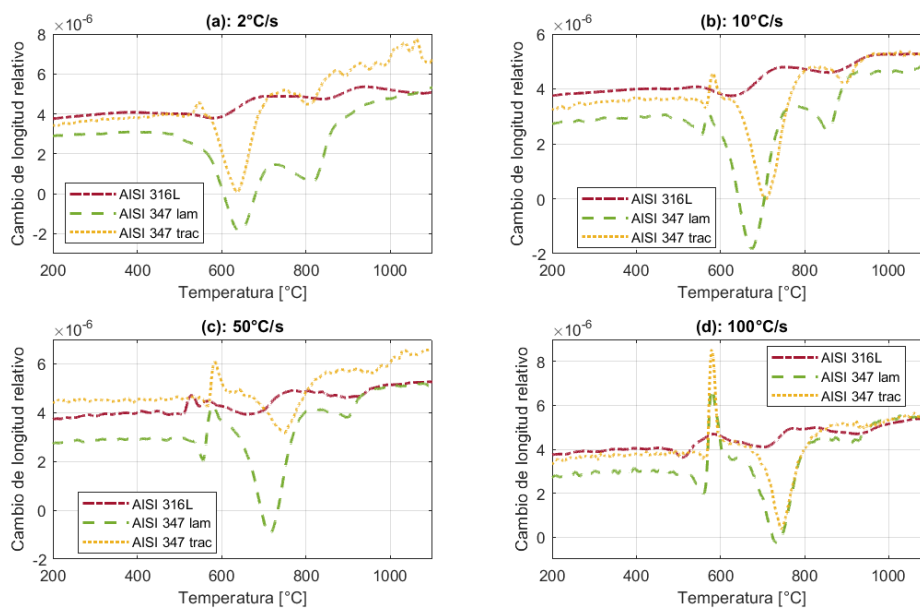 (a): 2°C/s
×10⁻⁶
8
6
4
2
0
-2
Cambio de longitud relativo
AISI 316L
AISI 347 lam
AISI 347 trac
200 400 600 800 1000
Temperatura [°C]
(b): 10°C/s
×10⁻⁶
6
4
2
0
-2
Cambio de longitud relativo
AISI 316L
AISI 347 lam
AISI 347 trac
200 400 600 800 1000
Temperatura [°C]
(c): 50°C/s
×10⁻⁶
6
4
2
0
-2
Cambio de longitud relativo
AISI 316L
AISI 347 lam
AISI 347 trac
200 400 600 800 1000
Temperatura [°C]
(d): 100°C/s
×10⁻⁶
8
6
4
2
0
Cambio de longitud relativo
AISI 316L
AISI 347 lam
AISI 347 trac
200 400 600 800 1000
Temperatura [°C]